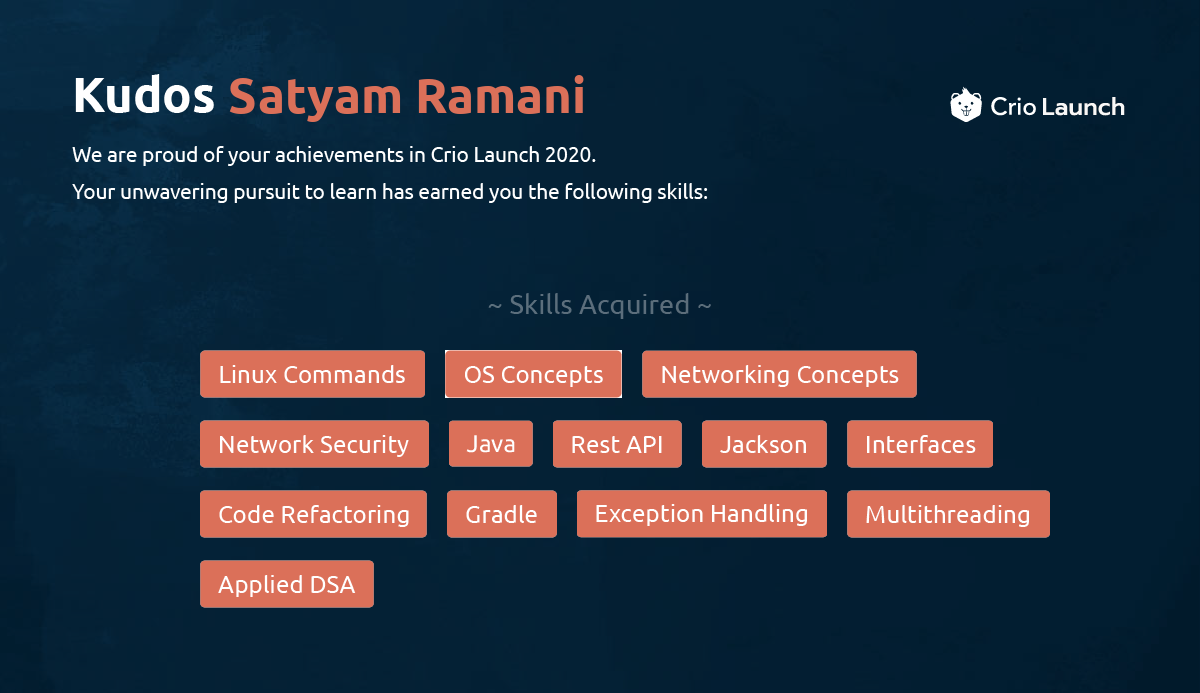 Kudos Satyam Ramani
Crio Launch
We are proud of your achievements in Crio Launch 2020.
Your unwavering pursuit to learn has earned you the following skills:
~ Skills Acquired ~
Linux Commands OS Concepts Networking Concepts
Network Security Java Rest API Jackson Interfaces
Code Refactoring Gradle Exception Handling Multithreading
Applied DSA